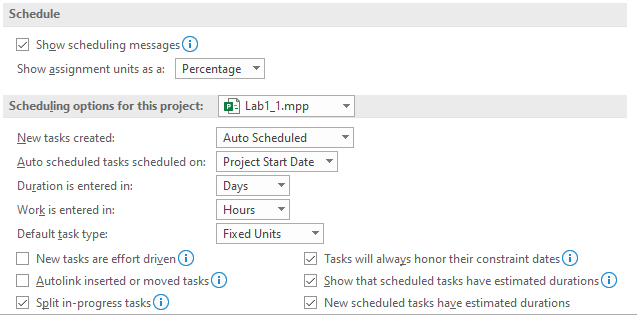 Schedule
Show scheduling messages
Show assignment units as a: Percentage
Scheduling options for this project: Lab1_1.mpp
New tasks created: Auto Scheduled
Auto scheduled tasks scheduled on: Project Start Date
Duration is entered in: Days
Work is entered in: Hours
Default task type: Fixed Units
New tasks are effort driven Tasks will always honor their constraint dates
Autolink inserted or moved tasks Show that scheduled tasks have estimated durations
Split in-progress tasks New scheduled tasks have estimated durations